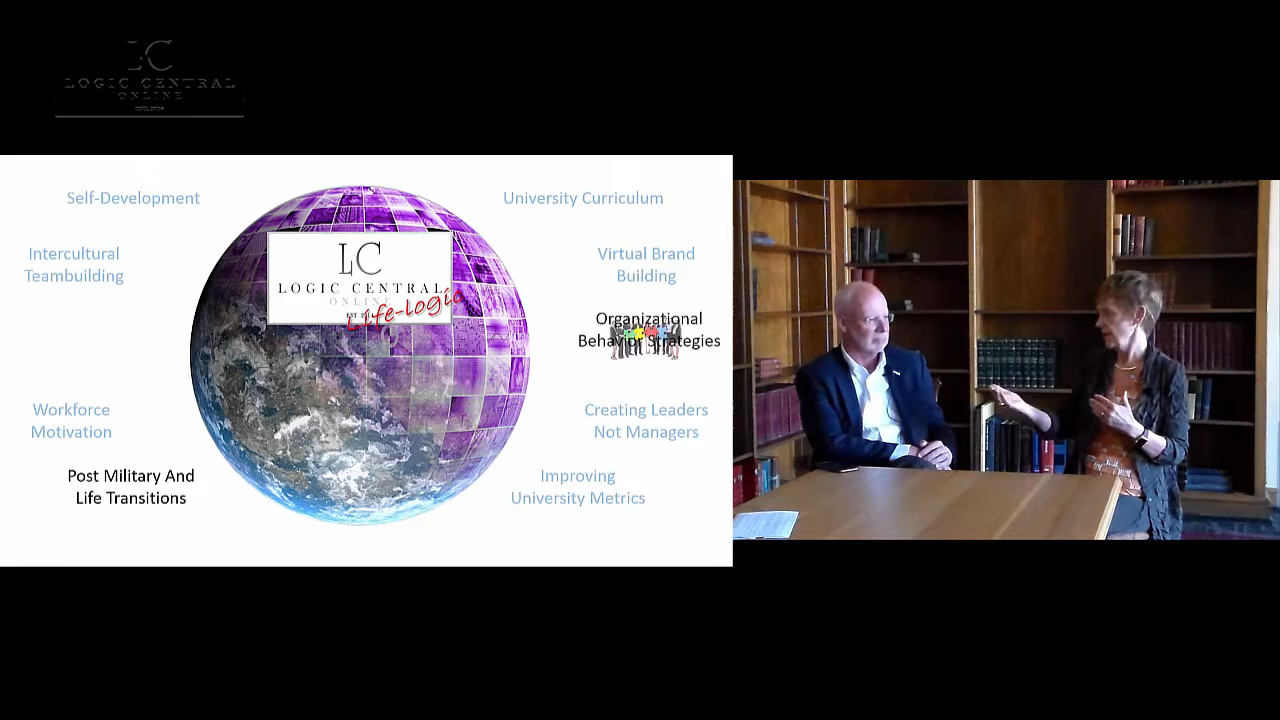 LC
LOGIC CENTRAL
ONLINE
Self-Development
University Curriculum
Intercultural
Teambuilding
Virtual Brand
Building
LC
LOGIC CENTRAL
ONLINE
Life-logic
Organizational
Behavior Strategies
Workforce
Motivation
Creating Leaders
Not Managers
Post Military And
Life Transitions
Improving
University Metrics